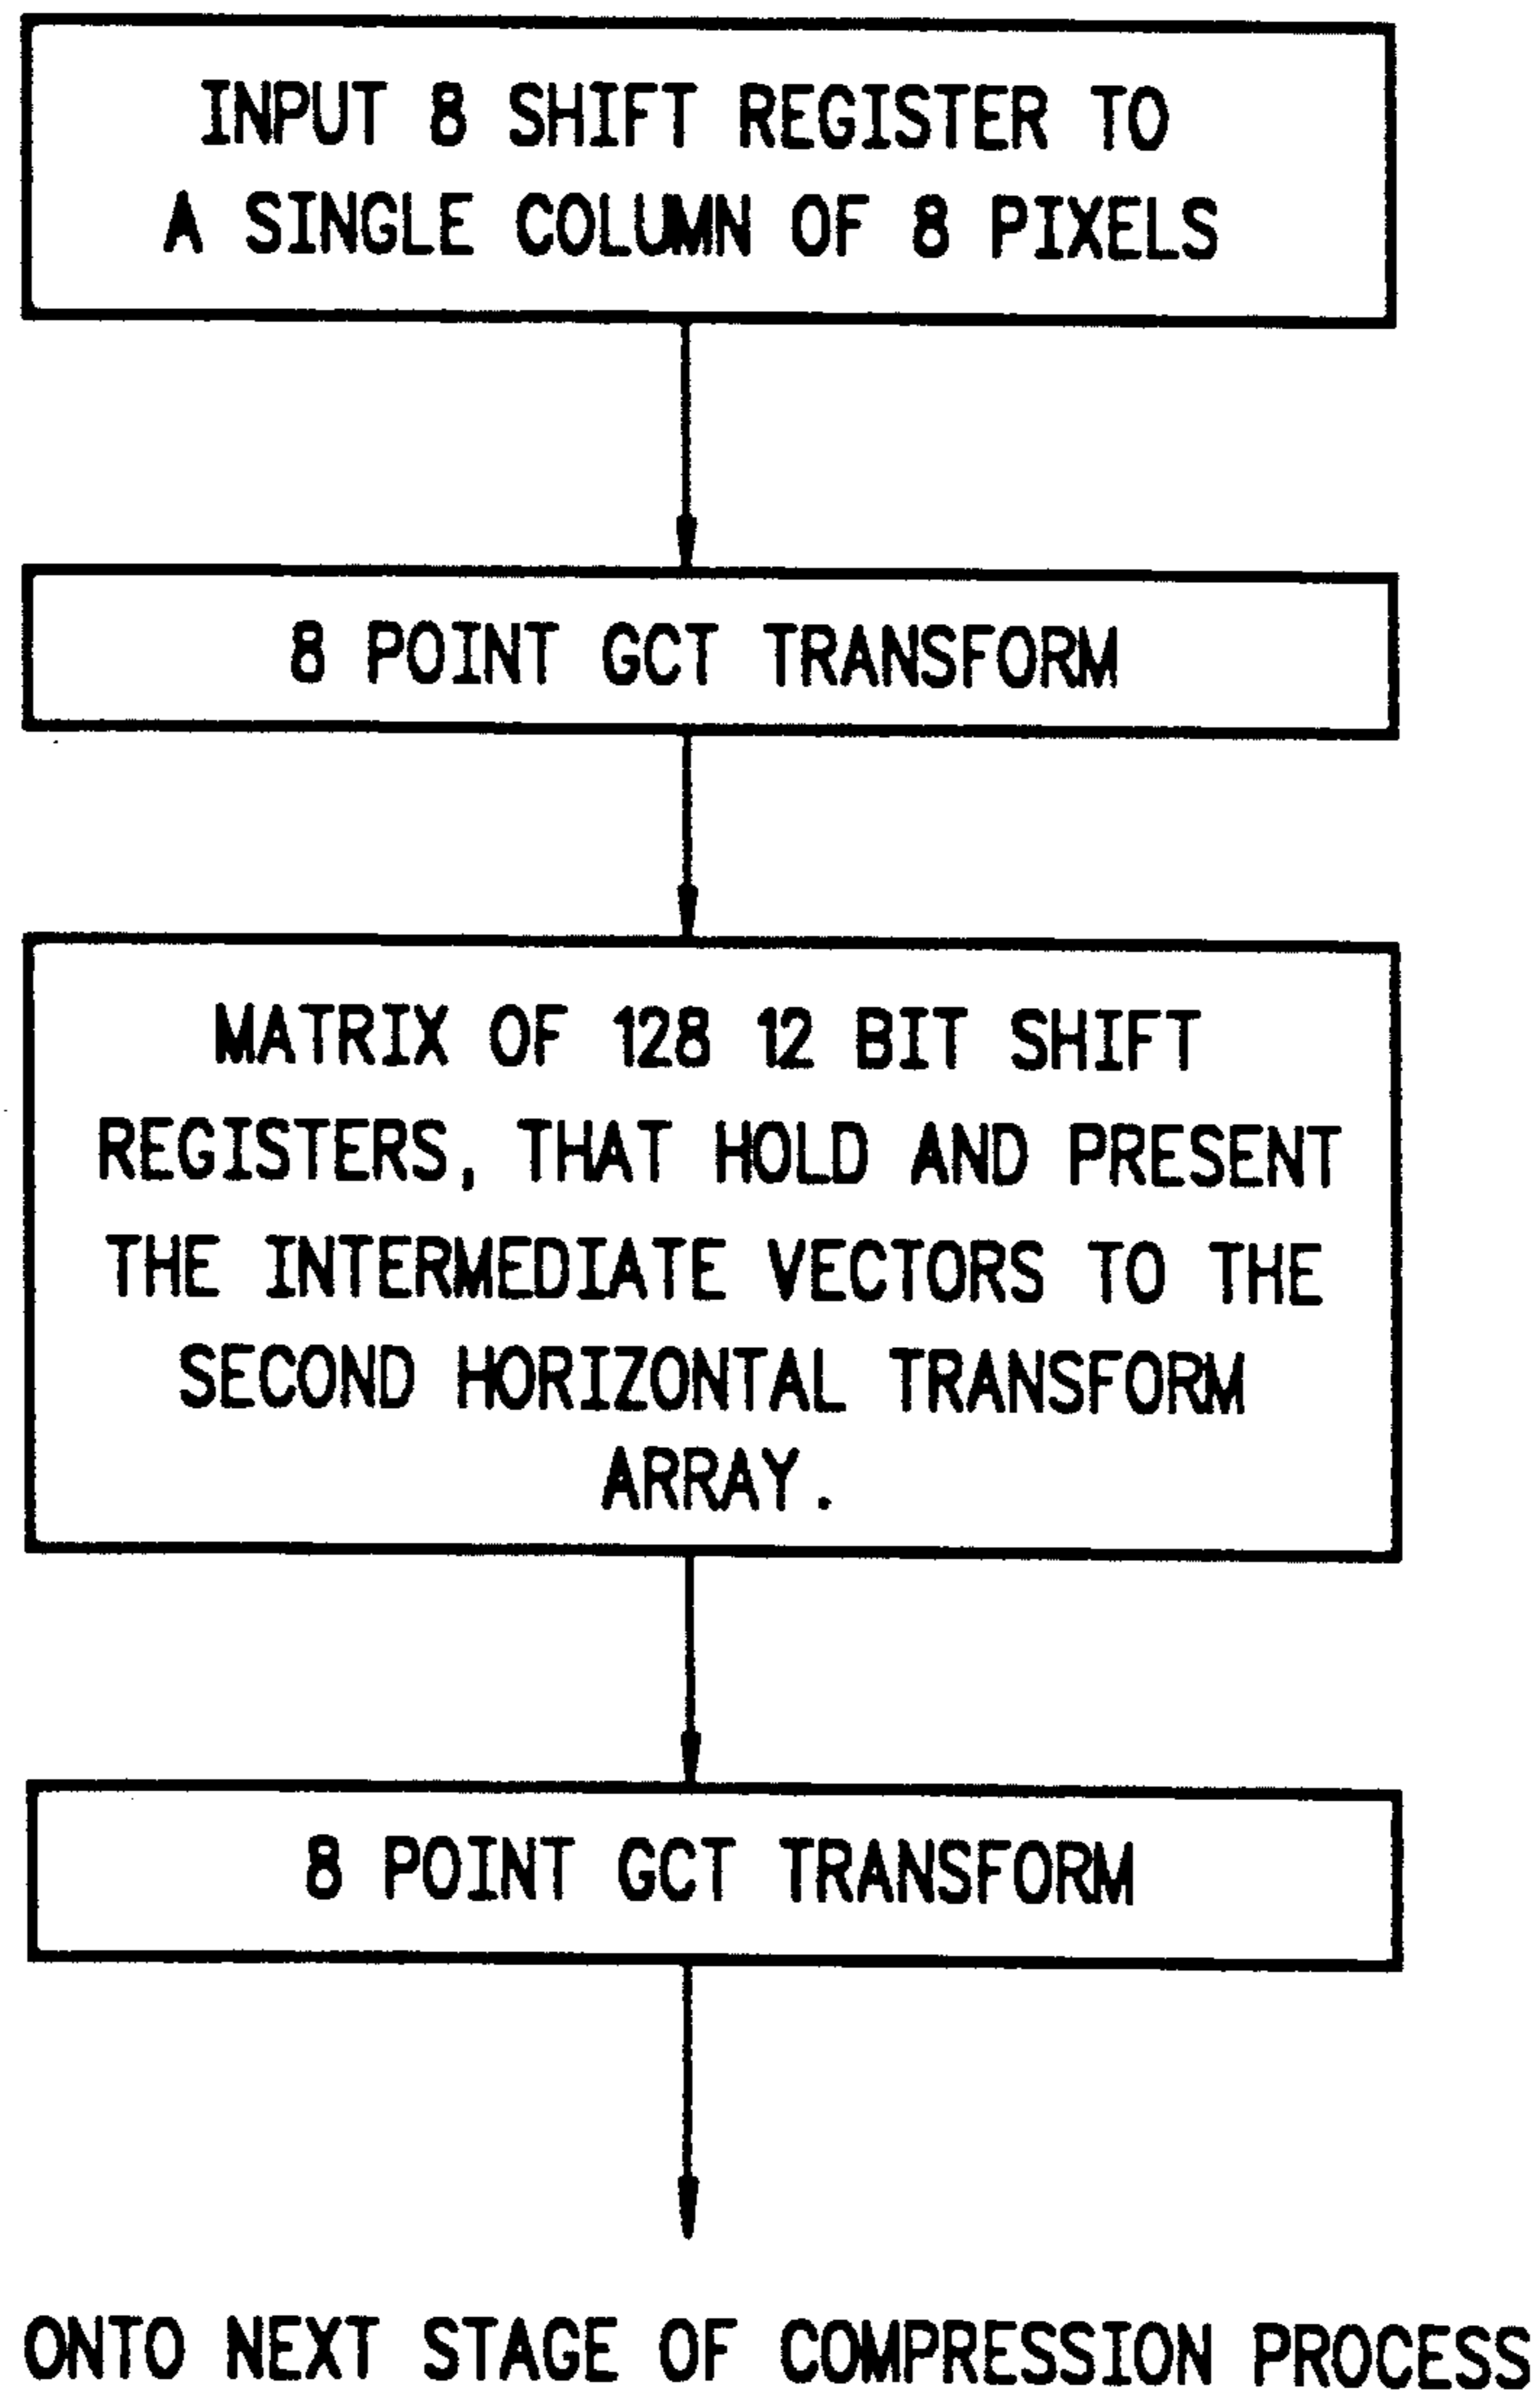 INPUT 8 SHIFT REGISTER TO
A SINGLE COLUMN OF 8 PIXELS
8 POINT GCT TRANSFORM
MATRIX OF 128 12 BIT SHIFT
REGISTERS, THAT HOLD AND PRESENT
THE INTERMEDIATE VECTORS TO THE
SECOND HORIZONTAL TRANSFORM
ARRAY.
8 POINT GCT TRANSFORM
ONTO NEXT STAGE OF COMPRESSION PROCESS